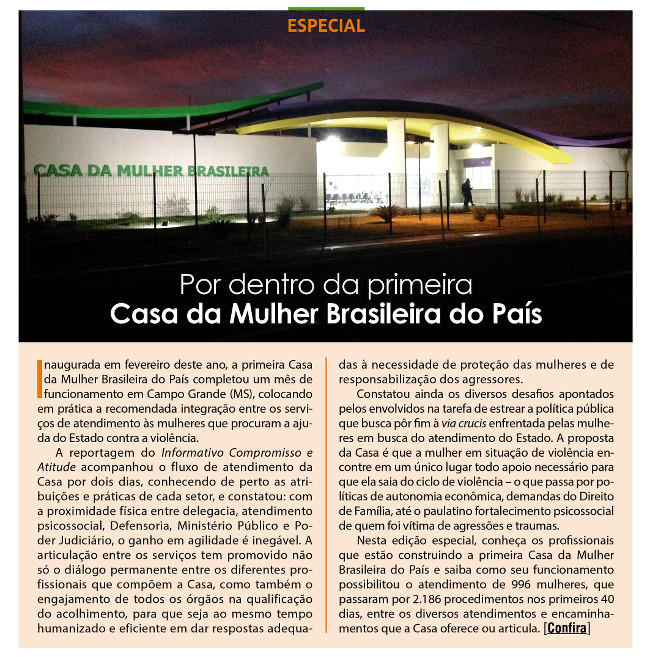 ESPECIAL
CASA DA MULHER BRASILEIRA
Por dentro da primeira
Casa da Mulher Brasileira do País
Inaugurada em fevereiro deste ano, a primeira Casa
da Mulher Brasileira do País completou um mês de
funcionamento em Campo Grande (MS), colocando
em prática a recomendada integração entre os servi-
ços de atendimento às mulheres que procuram a aju-
da do Estado contra a violência.
A reportagem do Informativo Compromisso e
Atitude acompanhou o fluxo de atendimento da
Casa por dois dias, conhecendo de perto as atri-
buições e práticas de cada setor, e constatou: com
a proximidade física entre delegacia, atendimento
psicossocial, Defensoria, Ministério Público e Po-
der Judiciário, o ganho em agilidade é inegável. A
articulação entre os serviços tem promovido não
só o diálogo permanente entre os diferentes pro-
fissionais que compõem a Casa, como também o
engajamento de todos os órgãos na qualificação
do acolhimento, para que seja ao mesmo tempo
humanizado e eficiente em dar respostas adequa-
das à necessidade de proteção das mulheres e de
responsabilização dos agressores.
Constatou ainda os diversos desafios apontados
pelos envolvidos na tarefa de estrear a política pública
que busca pôr fim à via crucis enfrentada pelas mulhe-
res em busca do atendimento do Estado. A proposta
da Casa é que a mulher em situação de violência en-
contre em um único lugar todo apoio necessário para
que ela saia do ciclo de violência – o que passa por po-
líticas de autonomia econômica, demandas do Direito
de Família, até o paulatino fortalecimento psicossocial
de quem foi vítima de agressões e traumas.
Nesta edição especial, conheça os profissionais
que estão construindo a primeira Casa da Mulher
Brasileira do País e saiba como seu funcionamento
possibilitou o atendimento de 996 mulheres, que
passaram por 2.186 procedimentos nos primeiros 40
dias, entre os diversos atendimentos e encaminha-
mentos que a Casa oferece ou articula. [Confira]